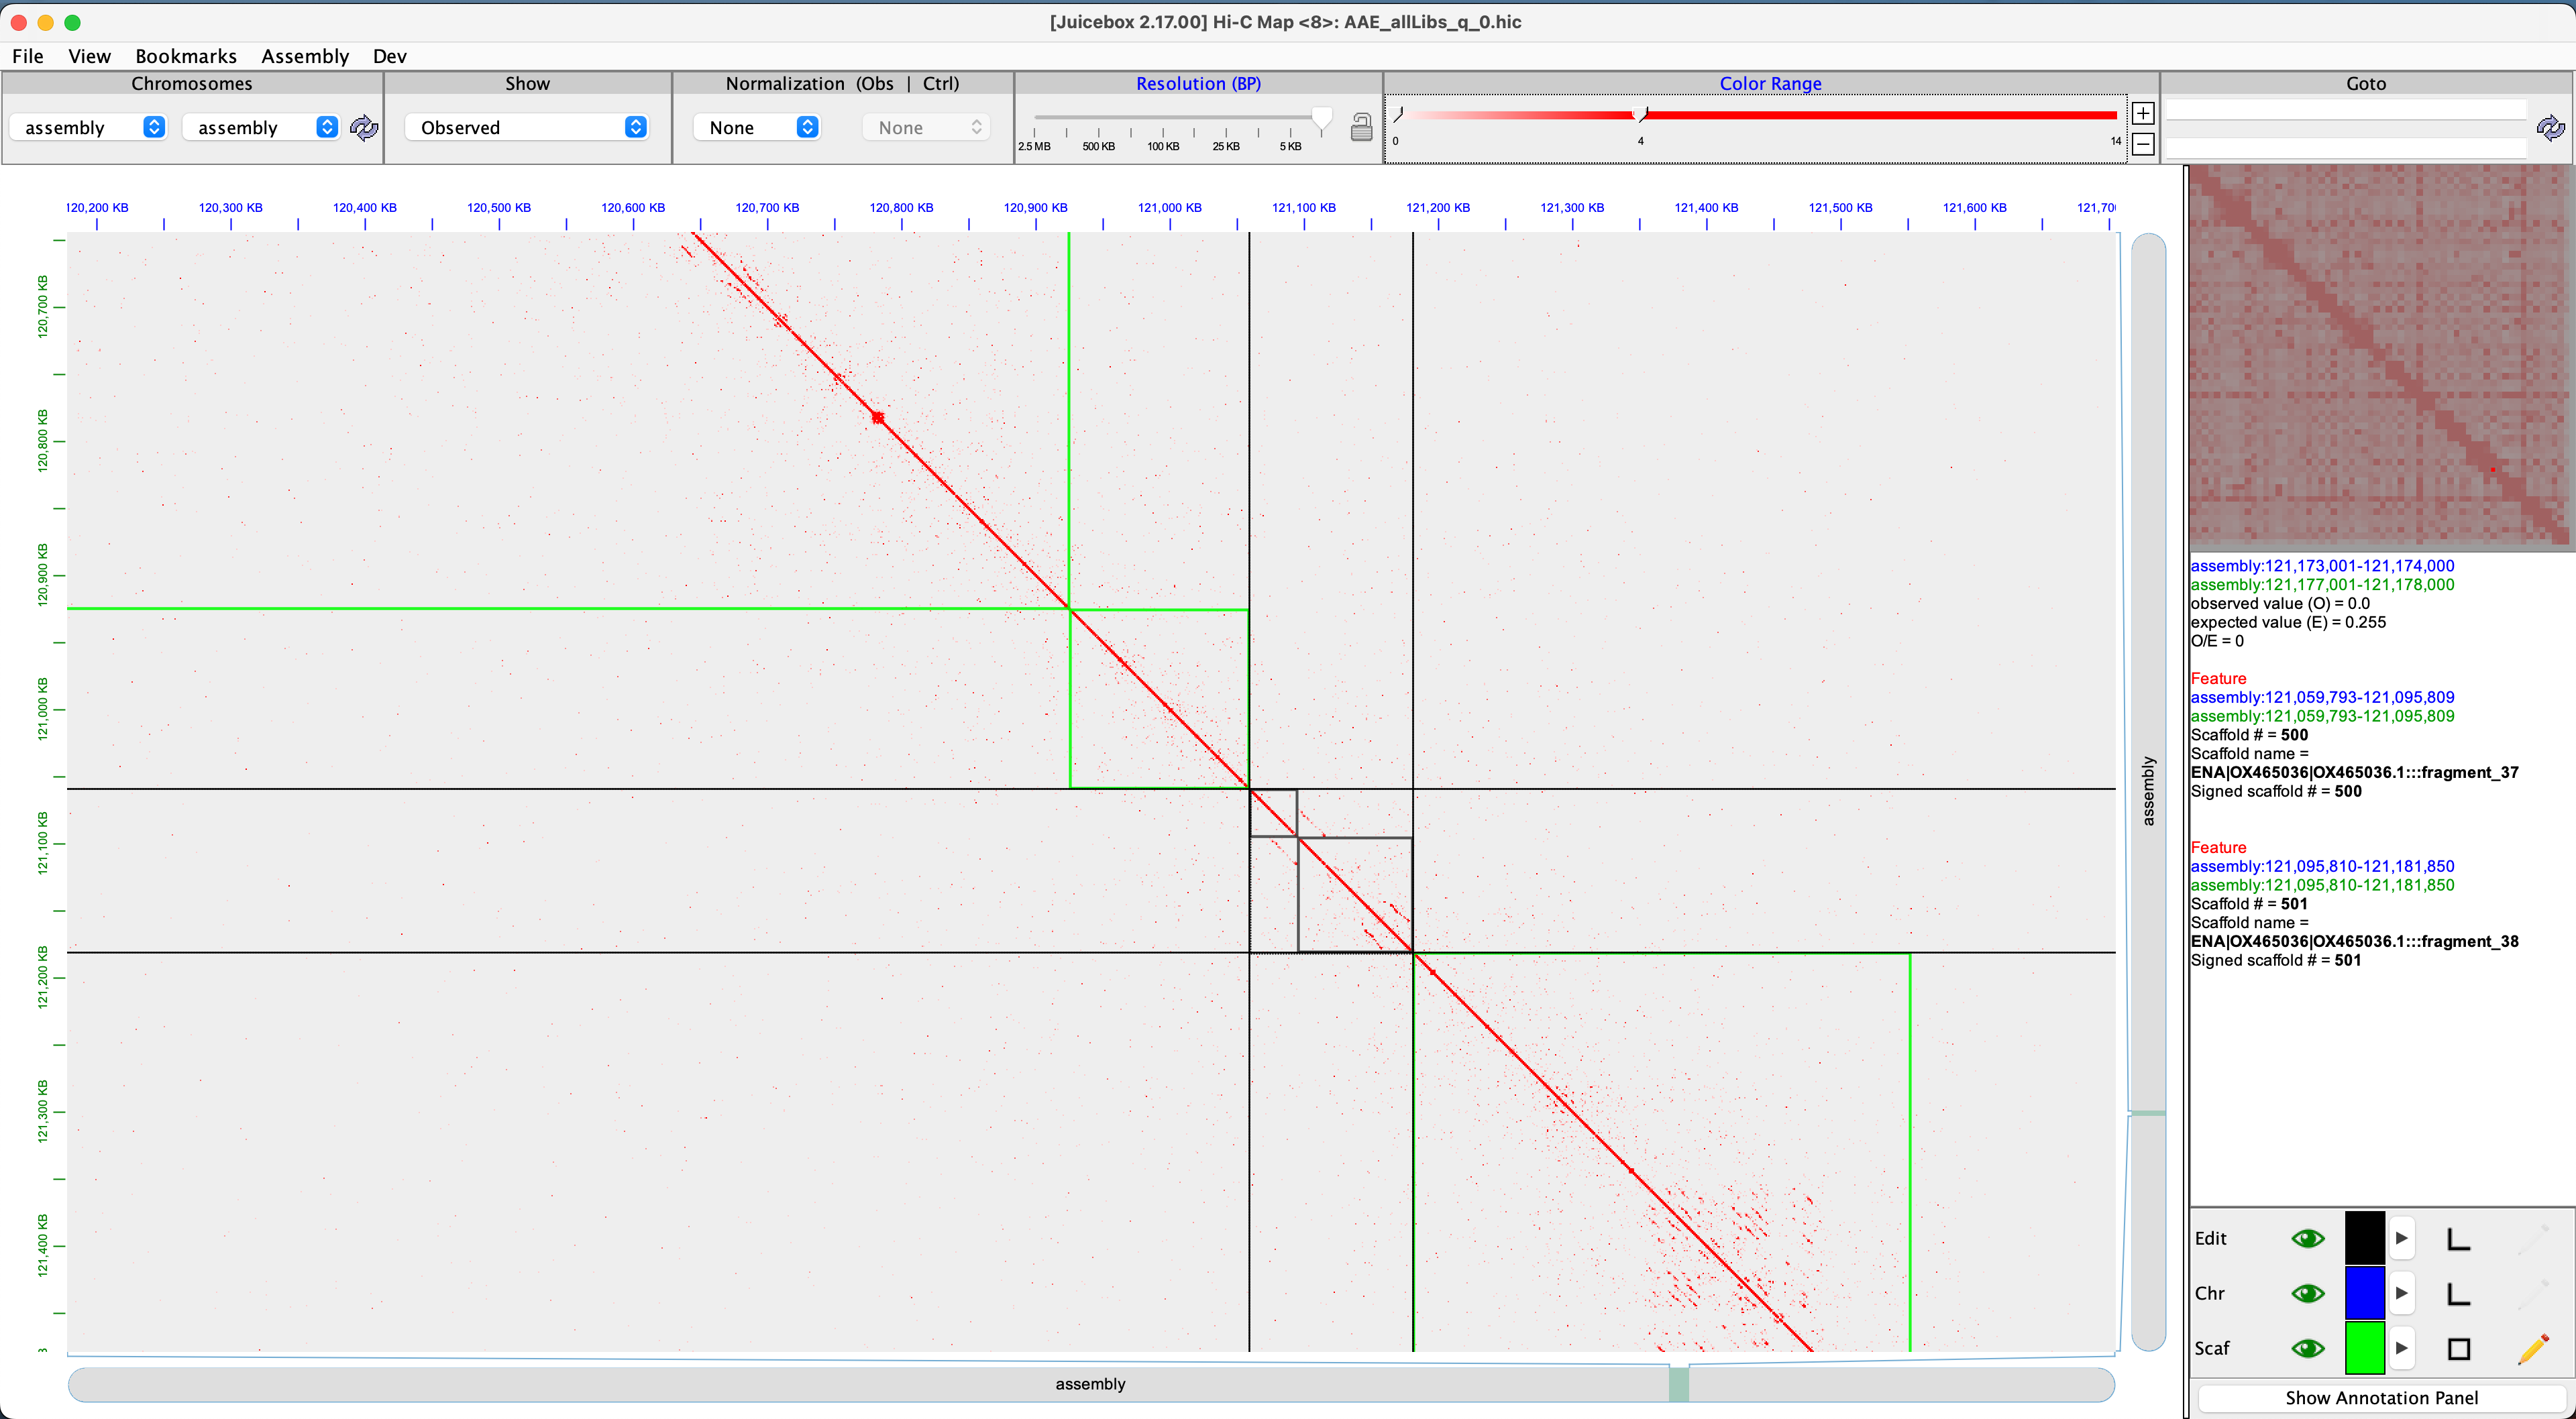 [Juicebox 2.17.00] Hi-C Map <8>: AAE_allLibs_q_0.hic
File View Bookmarks Assembly Dev
Chromosomes Show Normalization (Obs | Ctrl) Resolution (BP) Color Range Goto
assembly assembly Observed None None
2.5 MB 500 KB 100 KB 25 KB 5 KB
0 4 14
120,200 KB 120,300 KB 120,400 KB 120,500 KB 120,600 KB 120,700 KB 120,800 KB 120,900 KB 121,000 KB 121,100 KB 121,200 KB 121,300 KB 121,400 KB 121,500 KB 121,600 KB 121,70
120,700 KB
120,800 KB
120,900 KB
121,000 KB
121,100 KB
121,200 KB
121,300 KB
121,400 KB
assembly
assembly
assembly:121,173,001-121,174,000
assembly:121,177,001-121,178,000
observed value (O) = 0.0
expected value (E) = 0.255
O/E = 0
Feature
assembly:121,059,793-121,095,809
assembly:121,059,793-121,095,809
Scaffold # = 500
Scaffold name =
ENA|OX465036|OX465036.1:::fragment_37
Signed scaffold # = 500
Feature
assembly:121,095,810-121,181,850
assembly:121,095,810-121,181,850
Scaffold # = 501
Scaffold name =
ENA|OX465036|OX465036.1:::fragment_38
Signed scaffold # = 501
Edit
Chr
Scaf
Show Annotation Panel